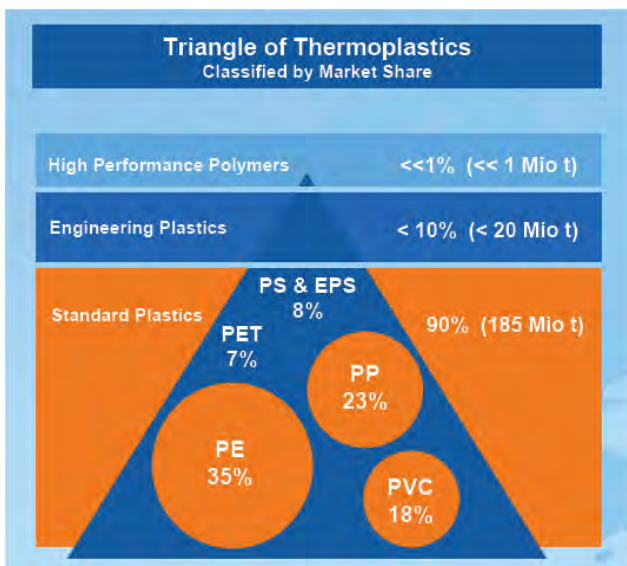 Triangle of Thermoplastics
Classified by Market Share
High Performance Polymers <<1% (<< 1 Mio t)
Engineering Plastics < 10% (< 20 Mio t)
PS & EPS
8%
Standard Plastics
90% (185 Mio t)
PET
7%
PP
23%
PE
35%
PVC
18%